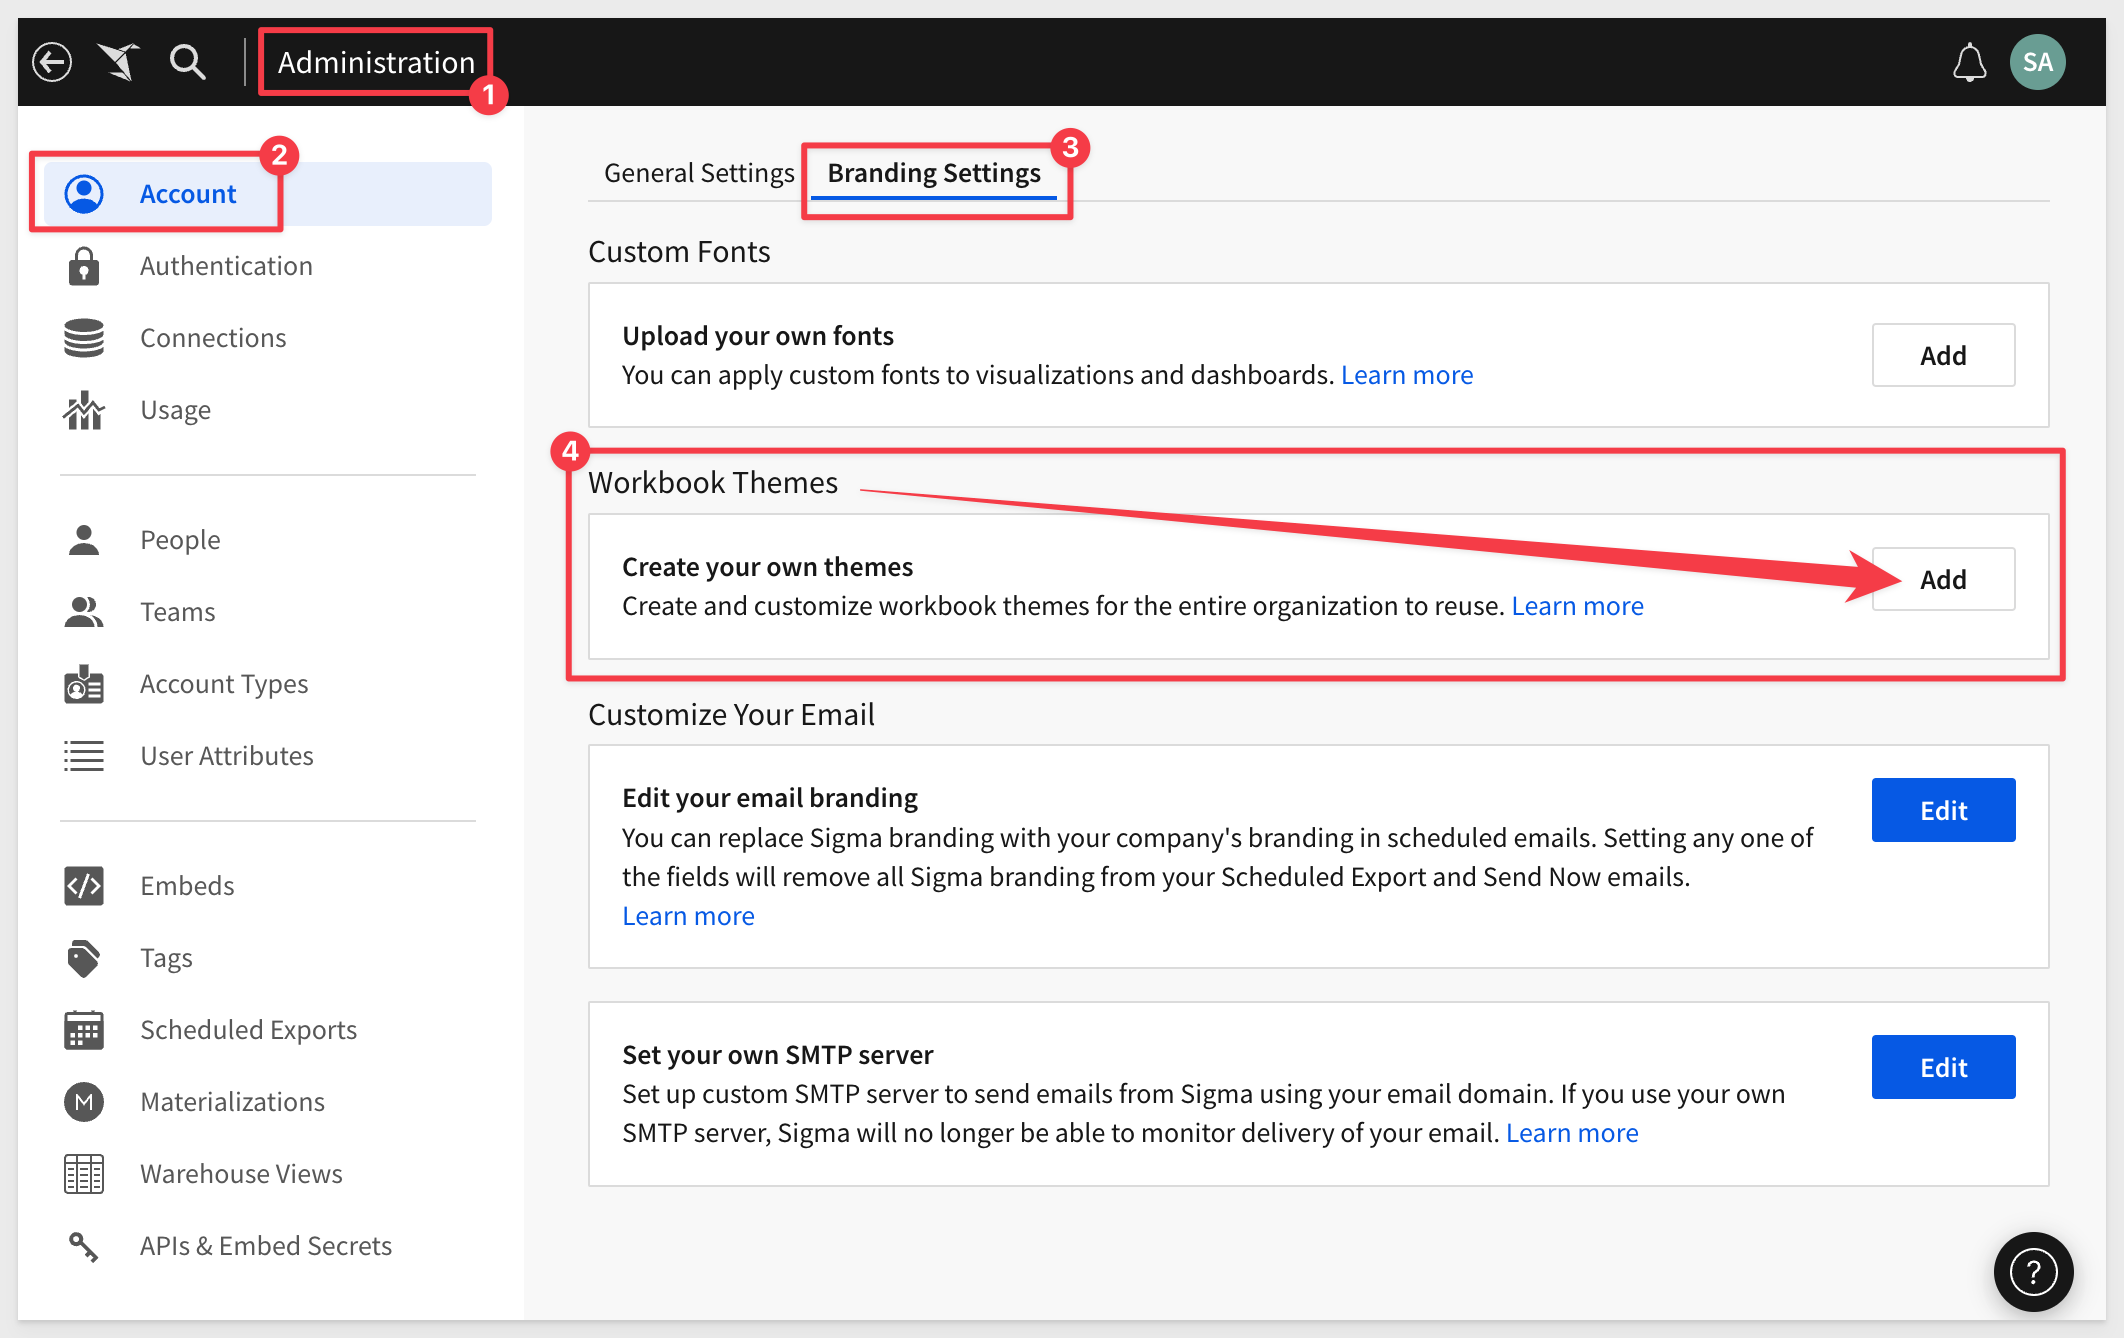 Administration
1
SA
2
Account
Authentication
Connections
Usage
People
Teams
Account Types
User Attributes
Embeds
Tags
Scheduled Exports
M
Materializations
Warehouse Views
APIs & Embed Secrets
General Settings
Branding Settings
3
Custom Fonts
Upload your own fonts
You can apply custom fonts to visualizations and dashboards. Learn more
Add
4
Workbook Themes
Create your own themes
Create and customize workbook themes for the entire organization to reuse. Learn more
Add
Customize Your Email
Edit your email branding
You can replace Sigma branding with your company's branding in scheduled emails. Setting any one of
the fields will remove all Sigma branding from your Scheduled Export and Send Now emails.
Learn more
Edit
Set your own SMTP server
Set up custom SMTP server to send emails from Sigma using your email domain. If you use your own
SMTP server, Sigma will no longer be able to monitor delivery of your email. Learn more
Edit
?